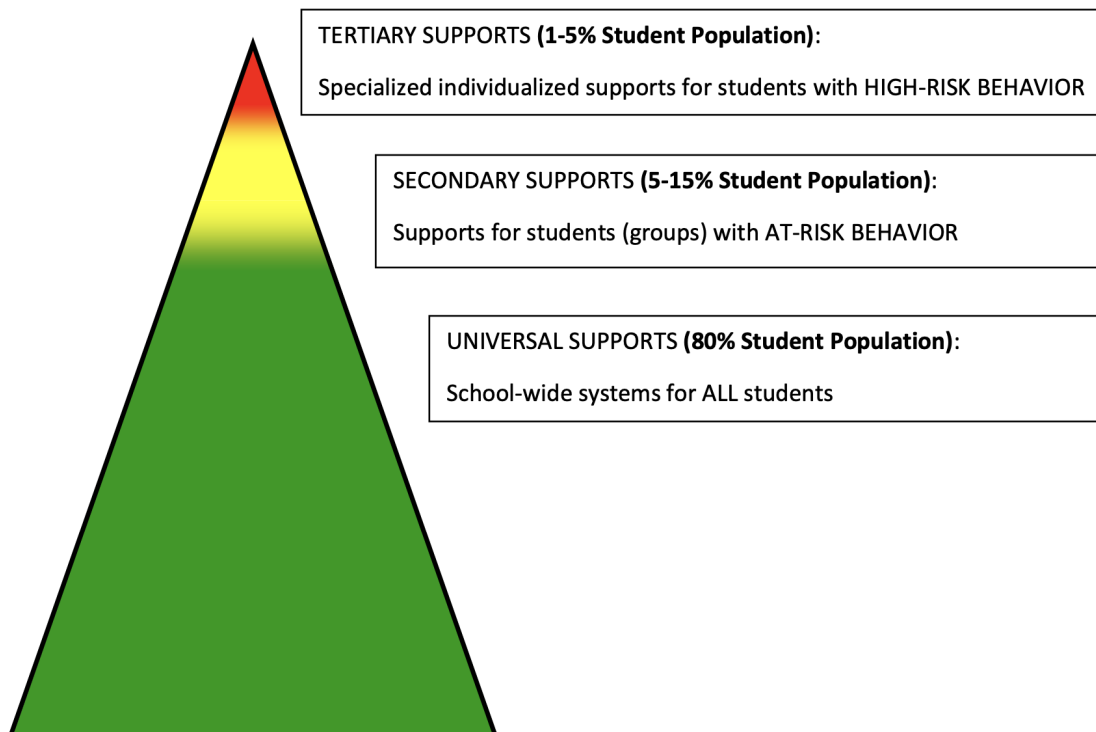 TERTIARY SUPPORTS (1-5% Student Population):
Specialized individualized supports for students with HIGH-RISK BEHAVIOR
SECONDARY SUPPORTS (5-15% Student Population):
Supports for students (groups) with AT-RISK BEHAVIOR
UNIVERSAL SUPPORTS (80% Student Population):
School-wide systems for ALL students